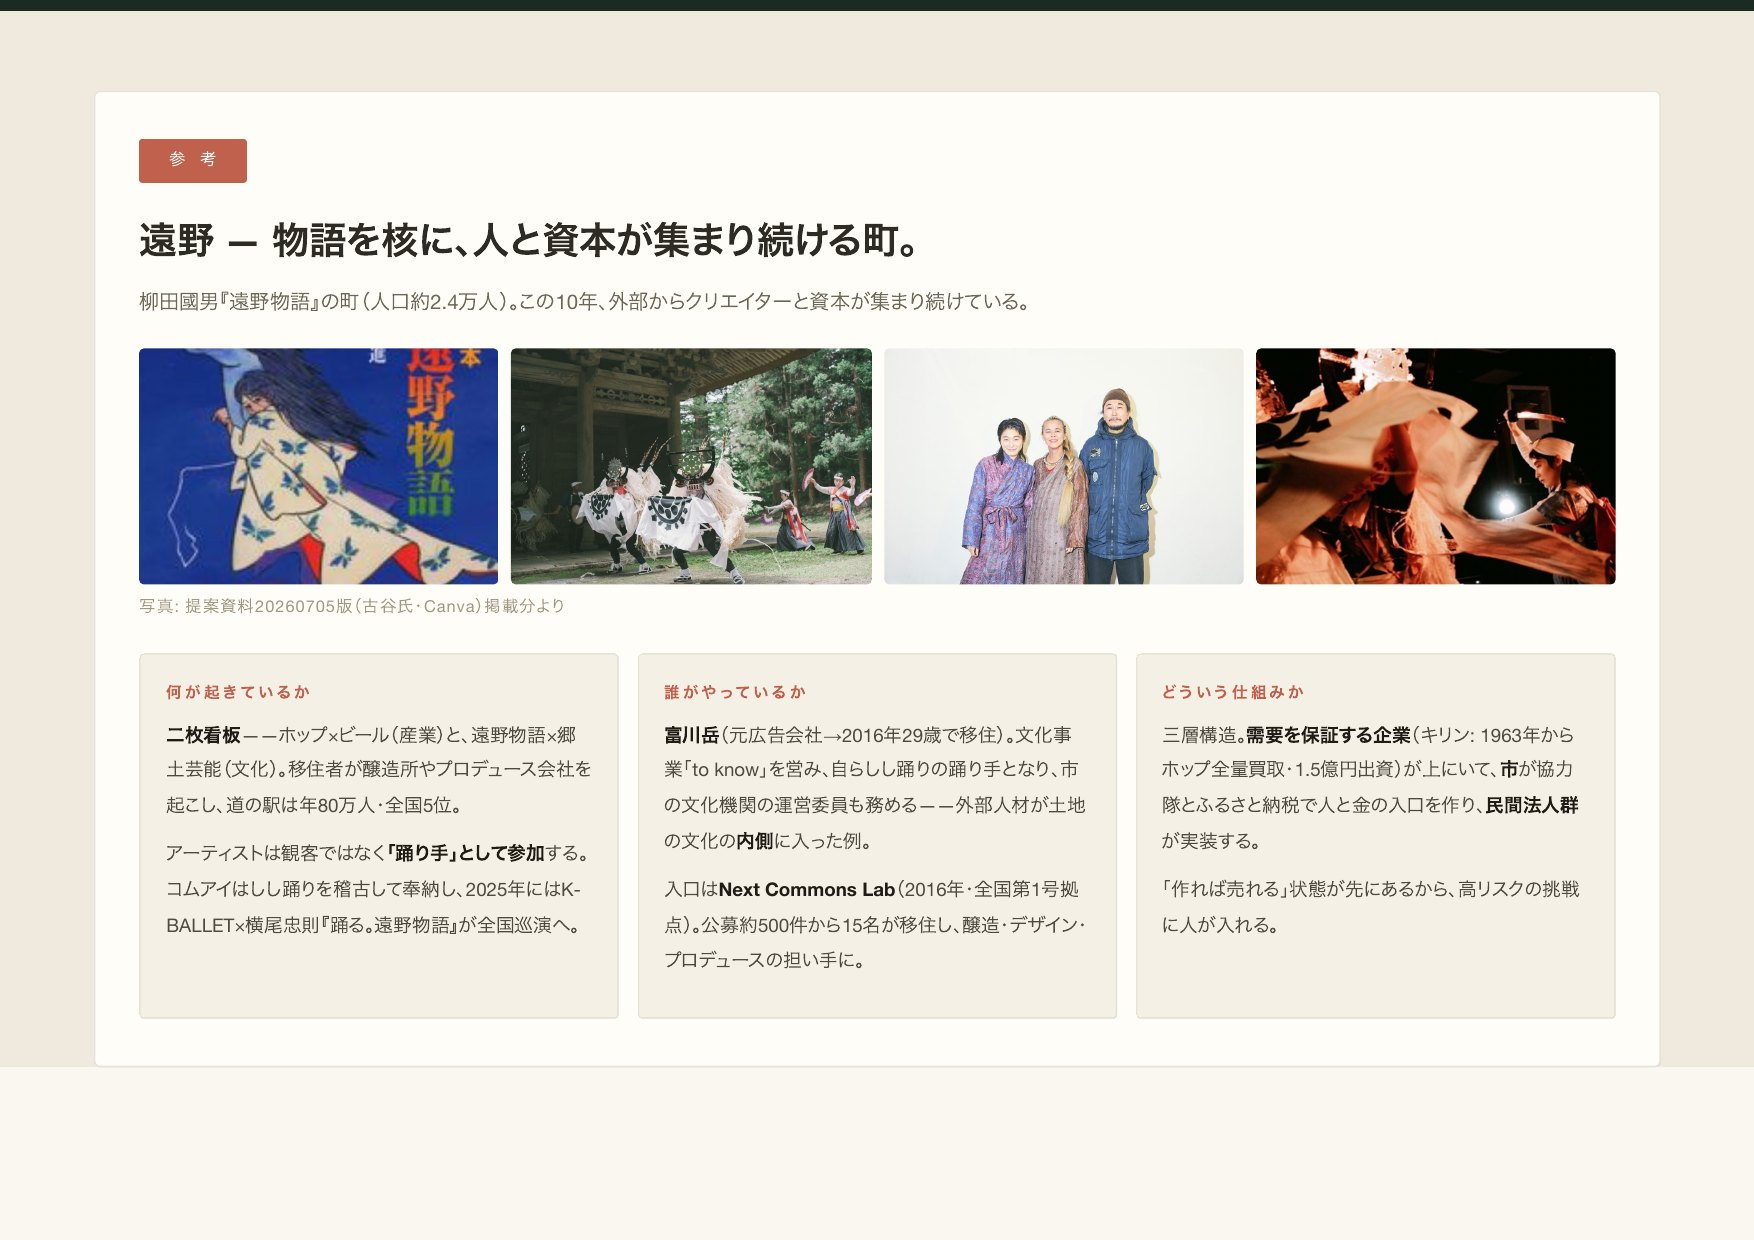 参考
遠野 — 物語を核に、人と資本が集まり続ける町。
柳田國男『遠野物語』の町（人口約2.4万人）。この10年、外部からクリエイターと資本が集まり続けている。
進
本
遠野物語
写真: 提案資料20260705版（古谷氏・Canva）掲載分より
何が起きているか
二枚看板——ホップ×ビール（産業）と、遠野物語×郷
土芸能（文化）。移住者が醸造所やプロデュース会社を
起こし、道の駅は年80万人・全国5位。
アーティストは観客ではなく「踊り手」として参加する。
コムアイはしし踊りを稽古して奉納し、2025年にはK-
BALLET×横尾忠則『踊る。遠野物語』が全国巡演へ。
誰がやっているか
富川岳（元広告会社→2016年29歳で移住）。文化事
業「to know」を営み、自らしし踊りの踊り手となり、市
の文化機関の運営委員も務める——外部人材が土地
の文化の内側に入った例。
入口はNext Commons Lab（2016年・全国第1号拠
点）。公募約500件から15名が移住し、醸造・デザイン・
プロデュースの担い手に。
どういう仕組みか
三層構造。需要を保証する企業（キリン: 1963年から
ホップ全量買取・1.5億円出資）が上にいて、市が協力
隊とふるさと納税で人と金の入口を作り、民間法人群
が実装する。
「作れば売れる」状態が先にあるから、高リスクの挑戦
に人が入れる。